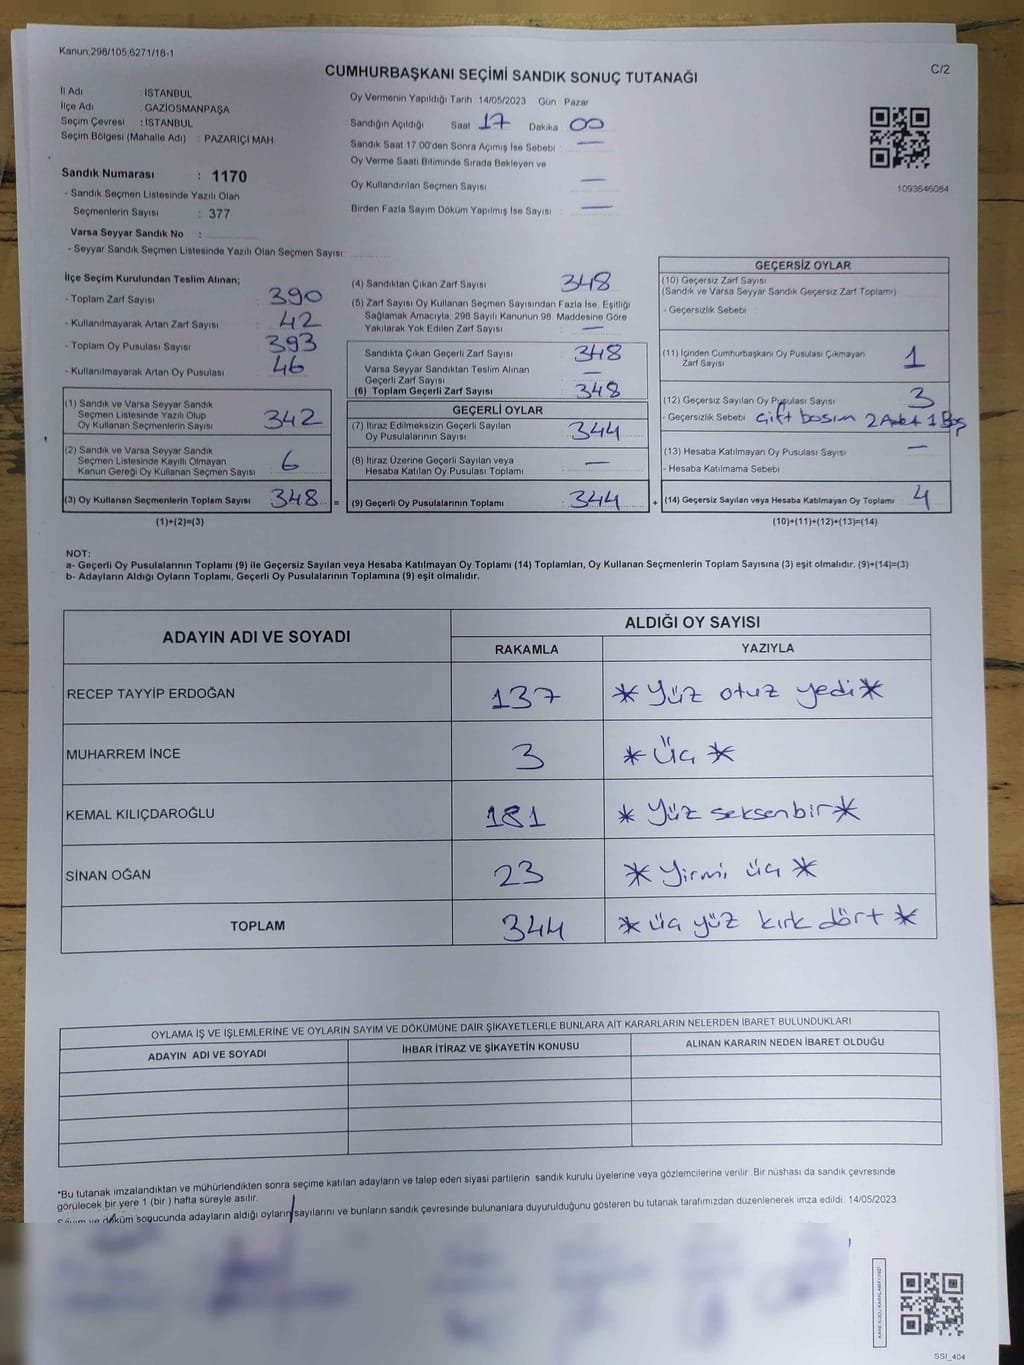 Kanun;298/105,6271/18-1
CUMHURBAŞKANI SEÇİMİ SANDIK SONUÇ TUTANAĞI
C/2
İl Adı : İSTANBUL
İlçe Adı : GAZİOSMANPAŞA
Seçim Çevresi : İSTANBUL
Seçim Bölgesi (Mahalle Adı) : PAZARİÇİ MAH
Oy Vermenin Yapıldığı Tarih 14/05/2023 Gün Pazar
Sandığın Açıldığı Saat 17 Dakika 00
Sandık Saat 17:00'den Sonra Açımış İse Sebebi : —
Oy Verme Saati Bitiminde Sırada Bekleyen ve
Oy Kullandırılan Seçmen Sayısı —
Birden Fazla Sayım Döküm Yapılmış İse Sayısı : —
1093646084
Sandık Numarası : 1170
- Sandık Seçmen Listesinde Yazılı Olan
Seçmenlerin Sayısı : 377
Varsa Seyyar Sandık No :
- Seyyar Sandık Seçmen Listesinde Yazılı Olan Seçmen Sayısı:
İlçe Seçim Kurulundan Teslim Alınan;
- Toplam Zarf Sayısı : 390
- Kullanılmayarak Artan Zarf Sayısı : 42
- Toplam Oy Pusulası Sayısı : 393
- Kullanılmayarak Artan Oy Pusulası : 46
(1) Sandık ve Varsa Seyyar Sandık
Seçmen Listesinde Yazılı Olup
Oy Kullanan Seçmenlerin Sayısı : 342
(2) Sandık ve Varsa Seyyar Sandık
Seçmen Listesinde Kayıtlı Olmayan
Kanun Gereği Oy Kullanan Seçmen Sayısı : 6
(3) Oy Kullanan Seçmenlerin Toplam Sayısı : 348 =
(1)+(2)=(3)
(4) Sandıktan Çıkan Zarf Sayısı : 348
(5) Zarf Sayısı Oy Kullanan Seçmen Sayısından Fazla İse, Eşitliği
Sağlamak Amacıyla, 298 Sayılı Kanunun 98. Maddesine Göre
Yakılarak Yok Edilen Zarf Sayısı : —
Sandıkta Çıkan Geçerli Zarf Sayısı : 348
Varsa Seyyar Sandıktan Teslim Alınan
Geçerli Zarf Sayısı : —
(6) Toplam Geçerli Zarf Sayısı : 348
GEÇERLİ OYLAR
(7) İtiraz Edilmeksizin Geçerli Sayılan
Oy Pusulalarının Sayısı : 344
(8) İtiraz Üzerine Geçerli Sayılan veya
Hesaba Katılan Oy Pusulası Toplamı : —
(9) Geçerli Oy Pusulalarının Toplamı : 344 +
GEÇERSİZ OYLAR
(10) Geçersiz Zarf Sayısı
(Sandık ve Varsa Seyyar Sandık Geçersiz Zarf Toplamı)
- Geçersizlik Sebebi :
(11) İçinden Cumhurbaşkanı Oy Pusulası Çıkmayan
Zarf Sayısı 1
(12) Geçersiz Sayılan Oy Pusulası Sayısı : 3
- Geçersizlik Sebebi : Çift basım 2 Adet 1 Boş
(13) Hesaba Katılmayan Oy Pusulası Sayısı : —
- Hesaba Katılmama Sebebi :
(14) Geçersiz Sayılan veya Hesaba Katılmayan Oy Toplamı : 4
(10)+(11)+(12)+(13)=(14)
NOT:
a- Geçerli Oy Pusulalarının Toplamı (9) ile Geçersiz Sayılan veya Hesaba Katılmayan Oy Toplamı (14) Toplamları, Oy Kullanan Seçmenlerin Toplam Sayısına (3) eşit olmalıdır. (9)+(14)=(3)
b- Adayların Aldığı Oyların Toplamı, Geçerli Oy Pusulalarının Toplamına (9) eşit olmalıdır.
ADAYIN ADI VE SOYADI
ALDIĞI OY SAYISI
RAKAMLA YAZIYLA
RECEP TAYYİP ERDOĞAN 137 * Yüz otuz yedi *
MUHARREM İNCE 3 * üç *
KEMAL KILIÇDAROĞLU 181 * Yüz seksenbir *
SİNAN OĞAN 23 * Yirmi üç *
TOPLAM 344 * üç yüz kırk dört *
OYLAMA İŞ VE İŞLEMLERİNE VE OYLARIN SAYIM VE DÖKÜMÜNE DAİR ŞİKAYETLERLE BUNLARA AİT KARARLARIN NELERDEN İBARET BULUNDUKLARI
ADAYIN ADI VE SOYADI İHBAR İTİRAZ VE ŞİKAYETİN KONUSU ALINAN KARARIN NEDEN İBARET OLDUĞU
*Bu tutanak imzalandıktan ve mühürlendikten sonra seçime katılan adayların ve talep eden siyasi partilerin sandık kurulu üyelerine veya gözlemcilerine verilir. Bir nüshası da sandık çevresinde
görülecek bir yere 1 (bir) hafta süreyle asılır.
Sayım ve döküm sonucunda adayların aldığı oyların sayılarını ve bunların sandık çevresinde bulunanlara duyurulduğunu gösteren bu tutanak tarafımızdan düzenlenerek imza edildi. 14/05/2023
SSI_404